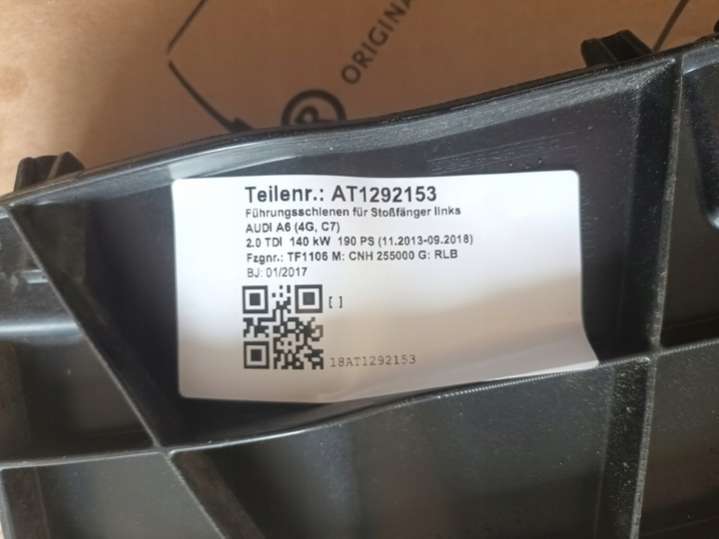 ORIGINA
®
Teilenr.: AT1292153
Führungsschienen für Stoßfänger links
AUDI A6 (4G, C7)
2.0 TDI 140 kW 190 PS (11.2013-09.2018)
Fzgnr.: TF1106 M: CNH 255000 G: RLB
BJ: 01/2017
[ ]
18AT1292153